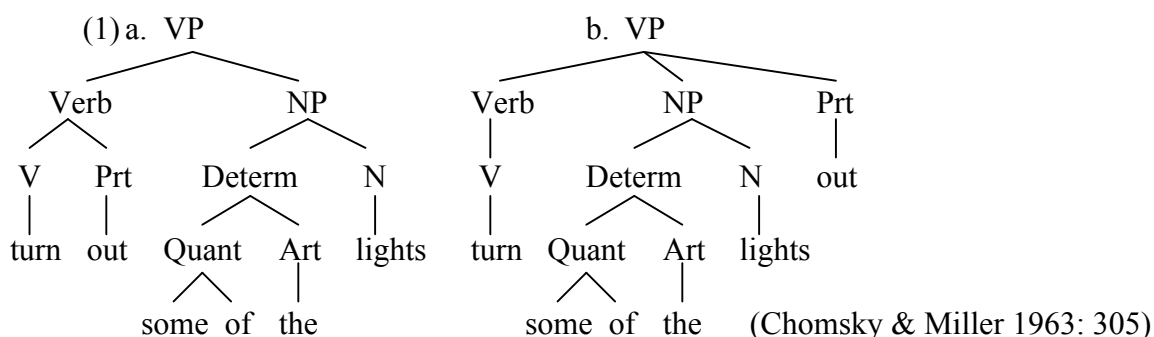 (1) a. VP b. VP
Verb NP Verb NP Prt
V Prt Determ N V Determ N out
turn out Quant Art lights turn Quant Art lights
some of the some of the (Chomsky & Miller 1963: 305)